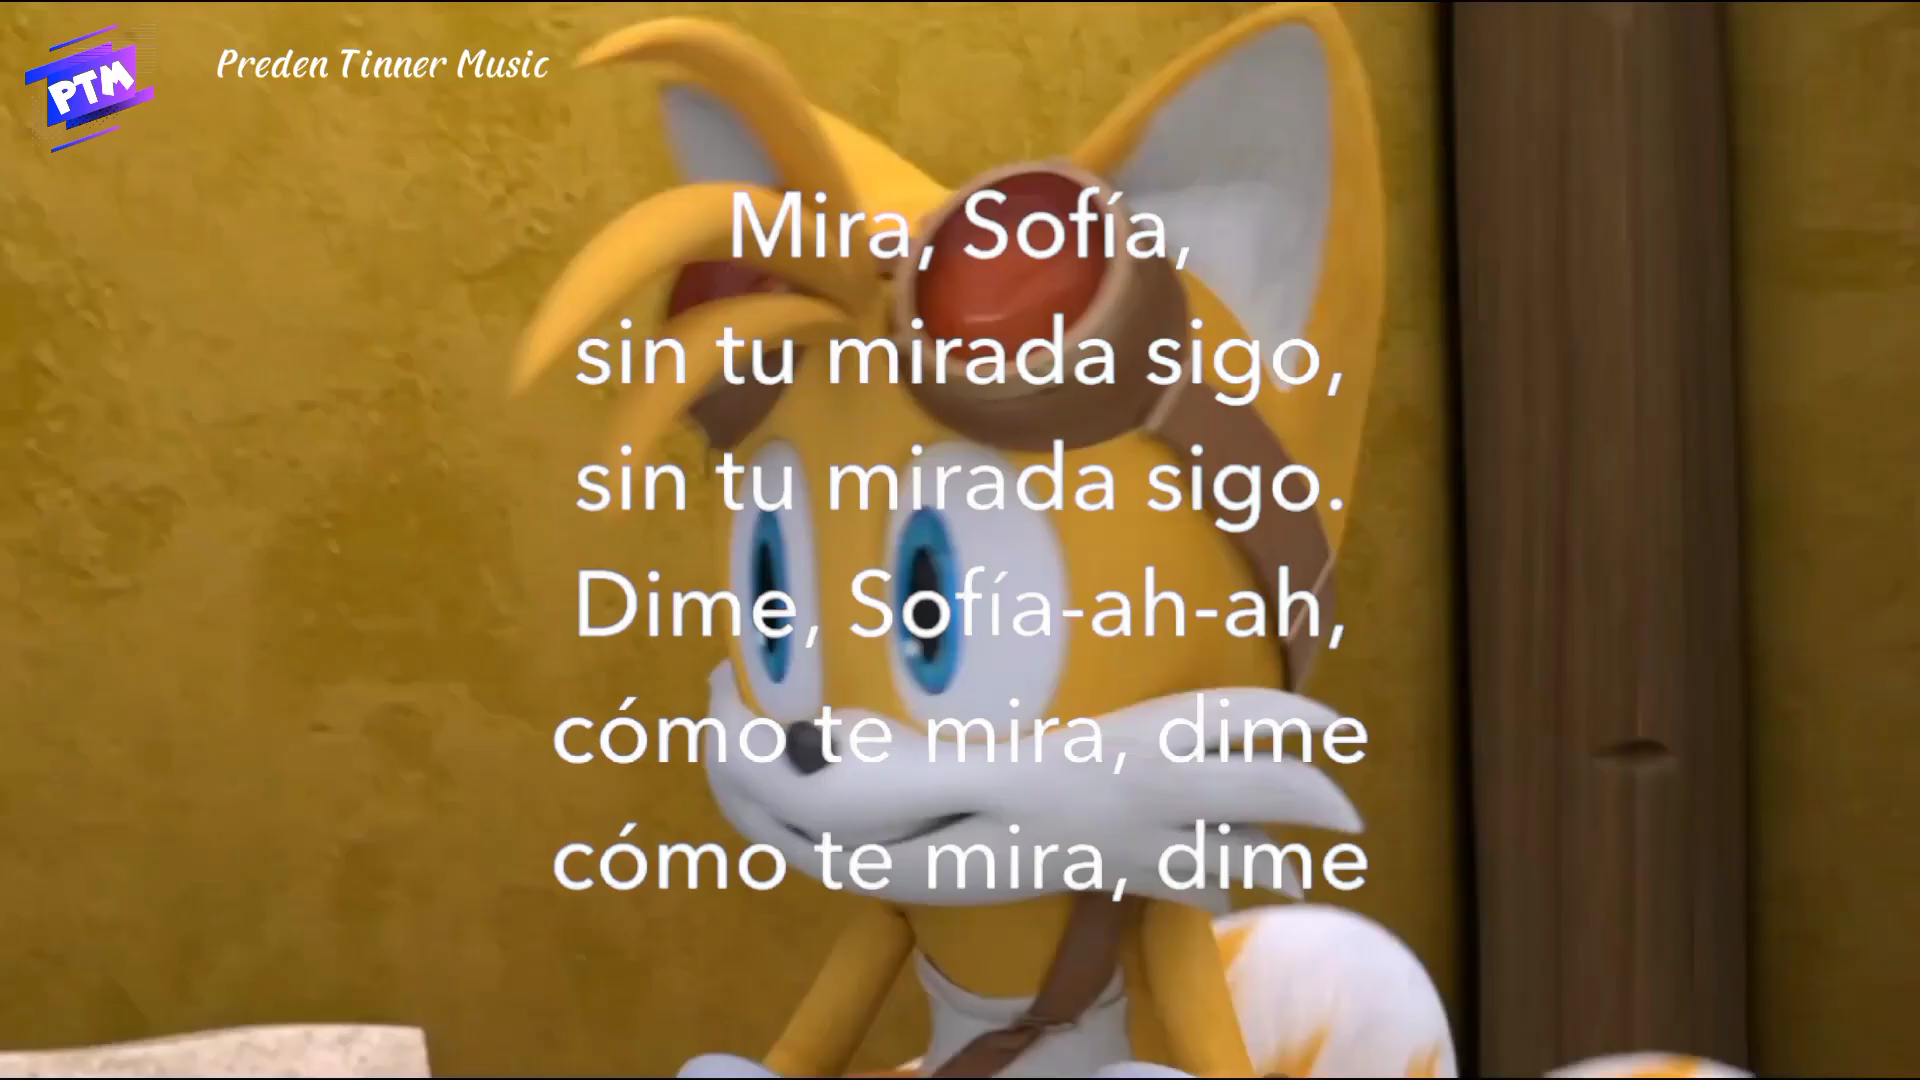 PTM
Preden Tinner Music
Mira, Sofía,
sin tu mirada sigo,
sin tu mirada sigo.
Dime, Sofía-ah-ah,
cómo te mira, dime
cómo te mira, dime